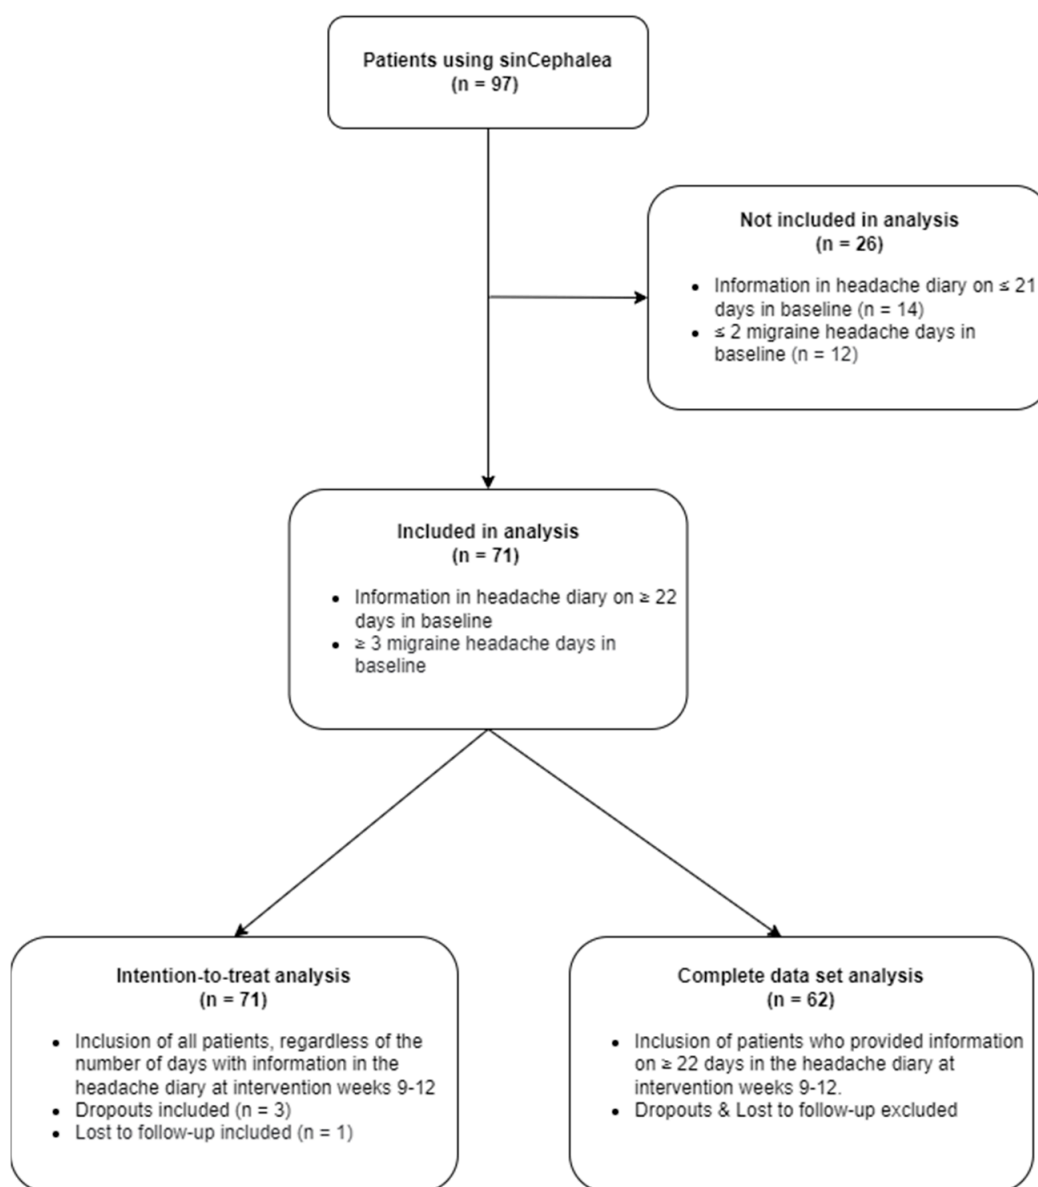 Patients using sinCephalea
(n = 97)
Not included in analysis
(n = 26)
• Information in headache diary on ≤ 21
days in baseline (n = 14)
• ≤ 2 migraine headache days in
baseline (n = 12)
Included in analysis
(n = 71)
• Information in headache diary on ≥ 22
days in baseline
• ≥ 3 migraine headache days in
baseline
Intention-to-treat analysis
(n = 71)
• Inclusion of all patients, regardless of the
number of days with information in the
headache diary at intervention weeks 9-12
• Dropouts included (n = 3)
• Lost to follow-up included (n = 1)
Complete data set analysis
(n = 62)
• Inclusion of patients who provided information
on ≥ 22 days in the headache diary at
intervention weeks 9-12.
• Dropouts & Lost to follow-up excluded